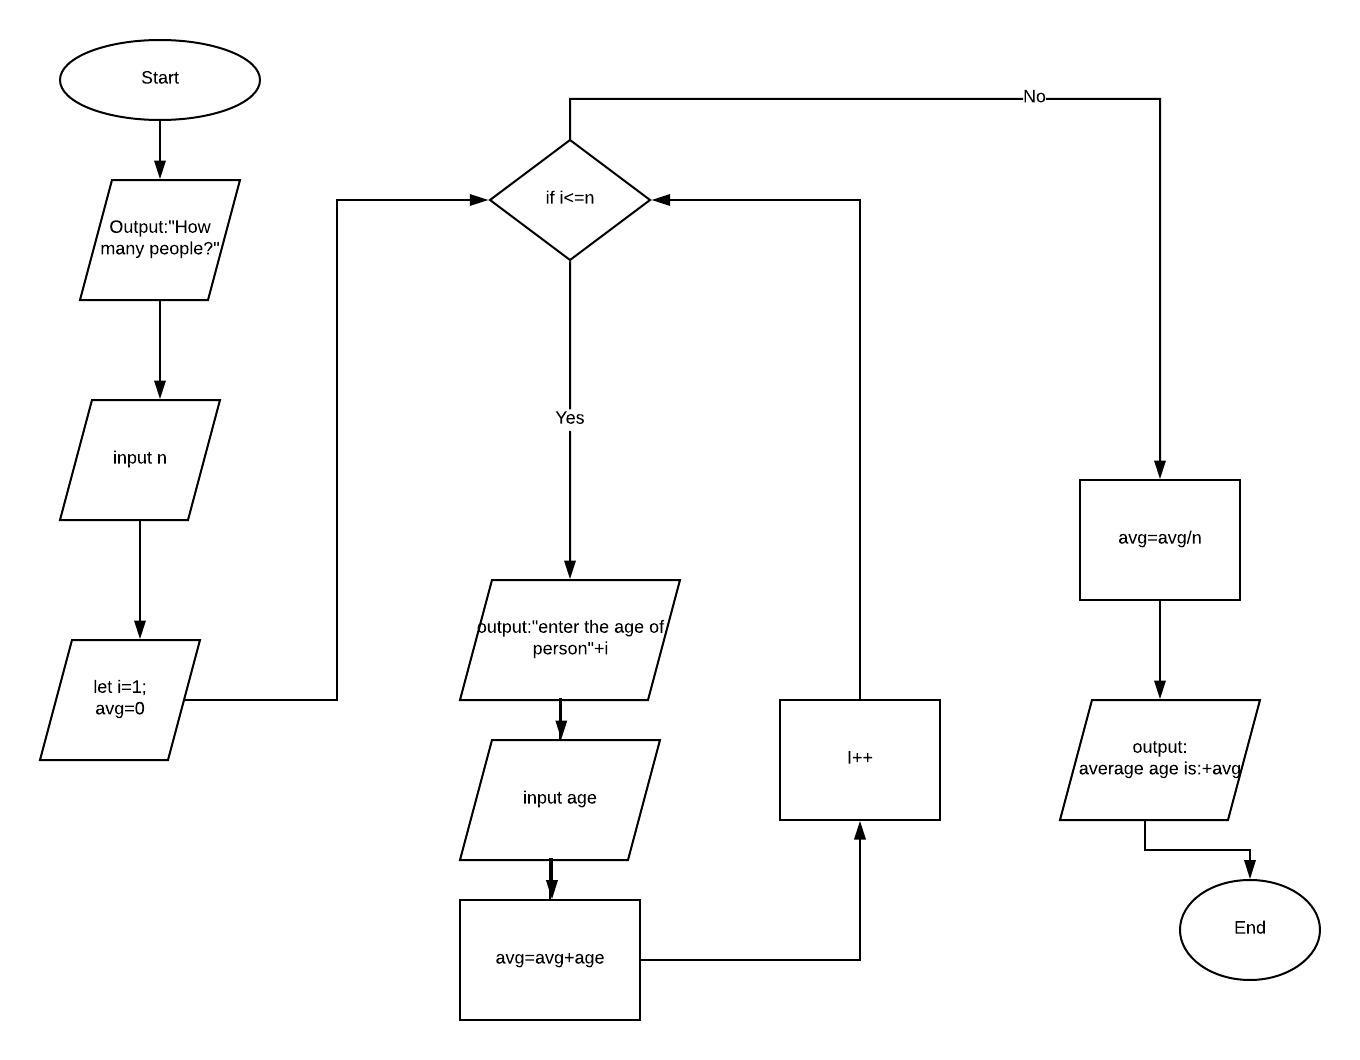 Start
Output:"How
many people?"
input n
let i=1;
avg=0
if i<=n
No
Yes
output:"enter the age of
person"+i
input age
avg=avg+age
I++
avg=avg/n
output:
average age is:+avg
End